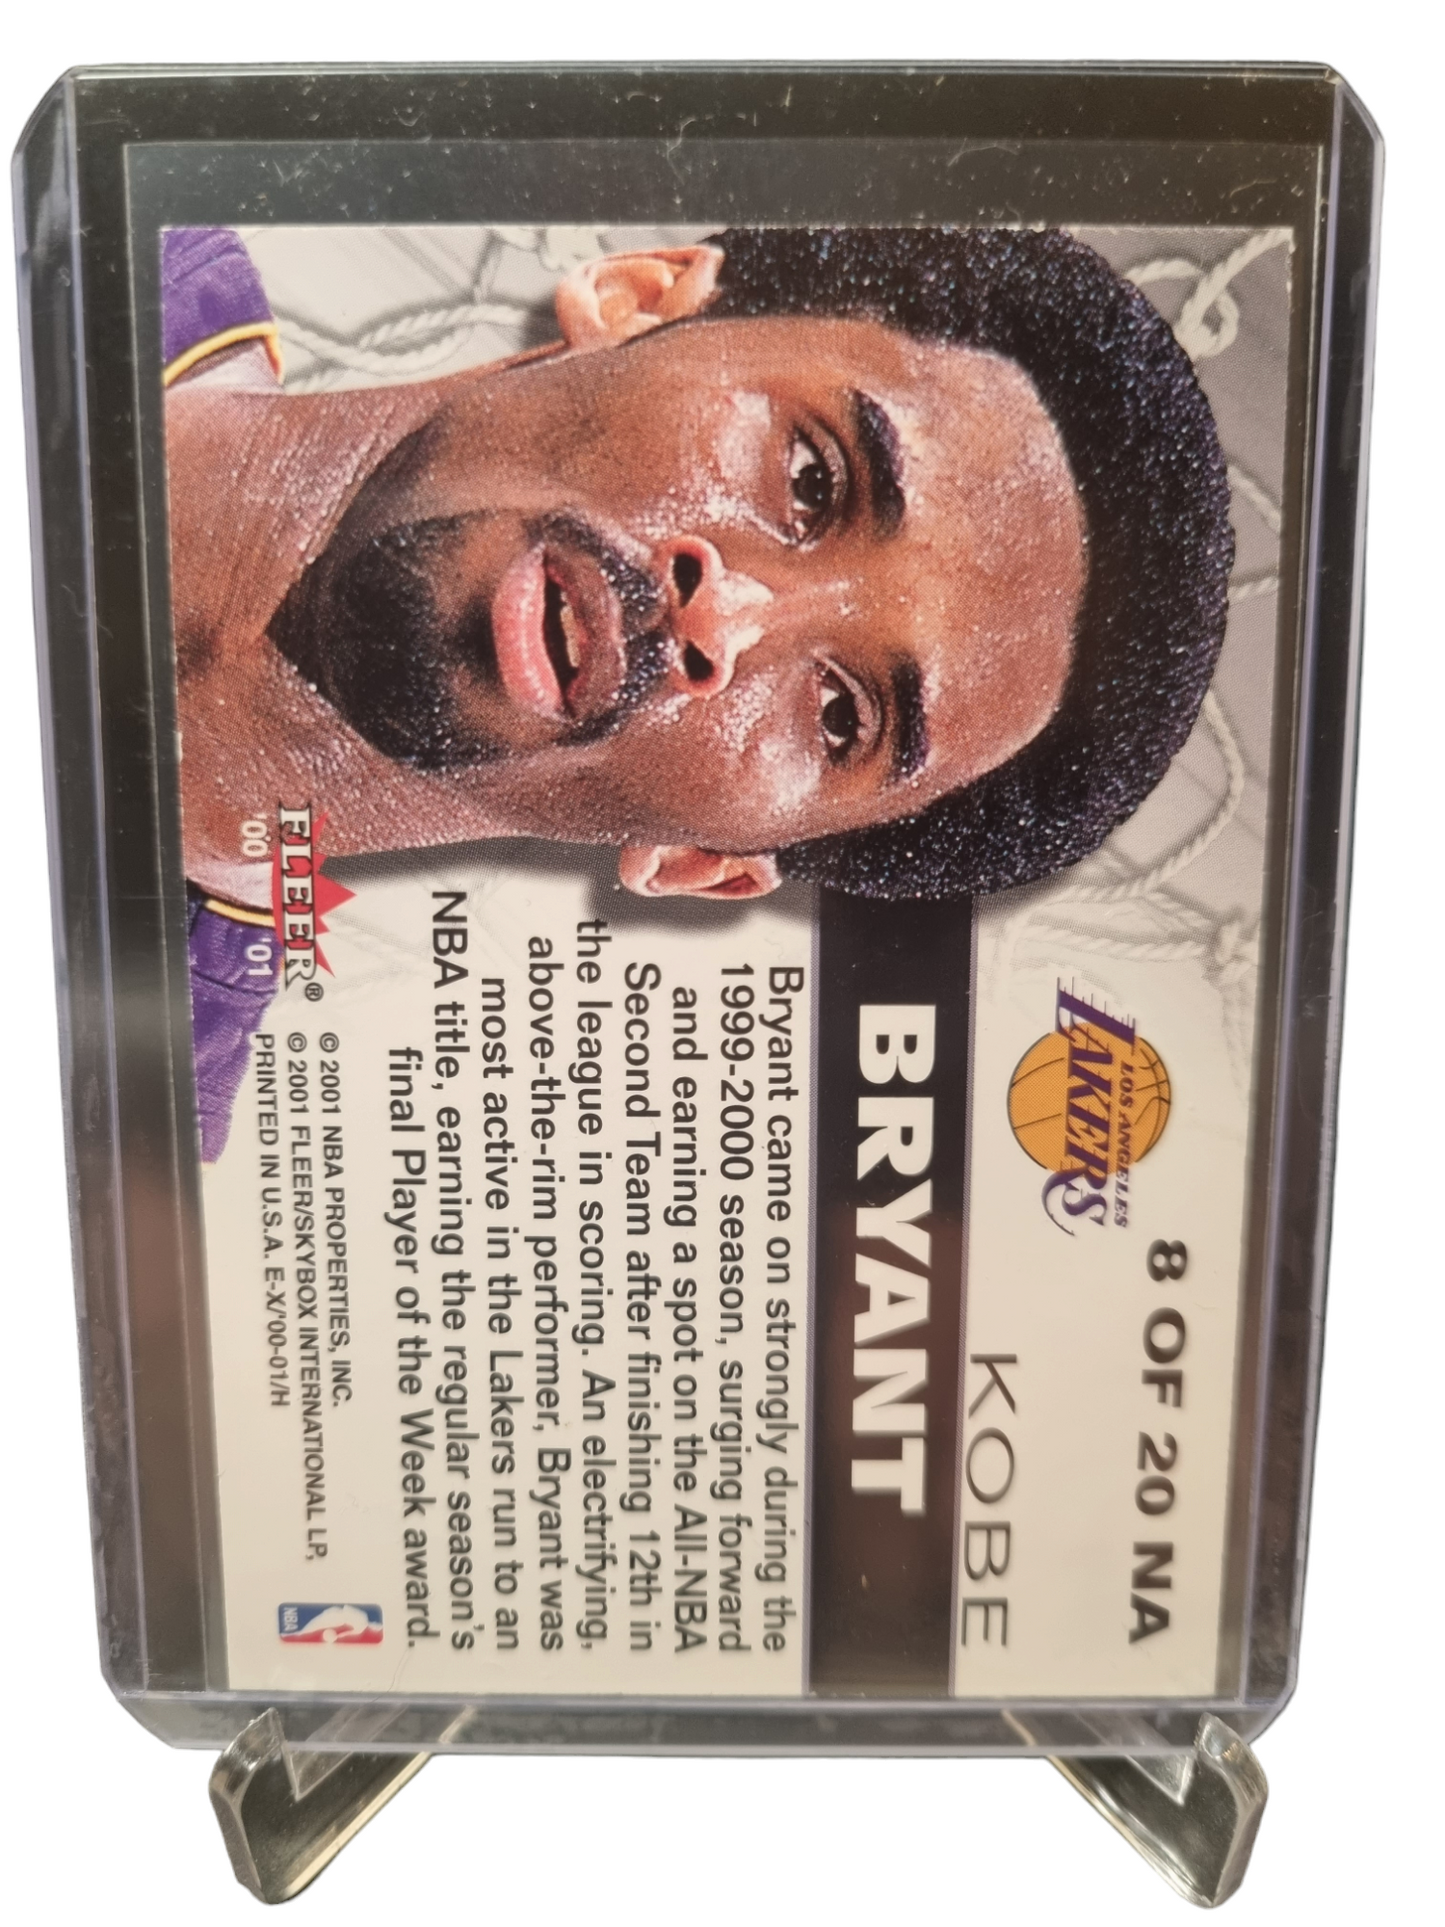 8 OF 20 NA
LOS ANGELES
LAKERS
KOBE
BRYANT
Bryant came on strongly during the
1999-2000 season, surging forward
and earning a spot on the All-NBA
Second Team after finishing 12th in
the league in scoring. An electrifying,
above-the-rim performer, Bryant was
most active in the Lakers run to an
NBA title, earning the regular season's
final Player of the Week award.
FLEER®
'00 '01
© 2001 NBA PROPERTIES, INC.
© 2001 FLEER/SKYBOX INTERNATIONAL LP,
PRINTED IN U.S.A. E-X/'00-01/H
NBA